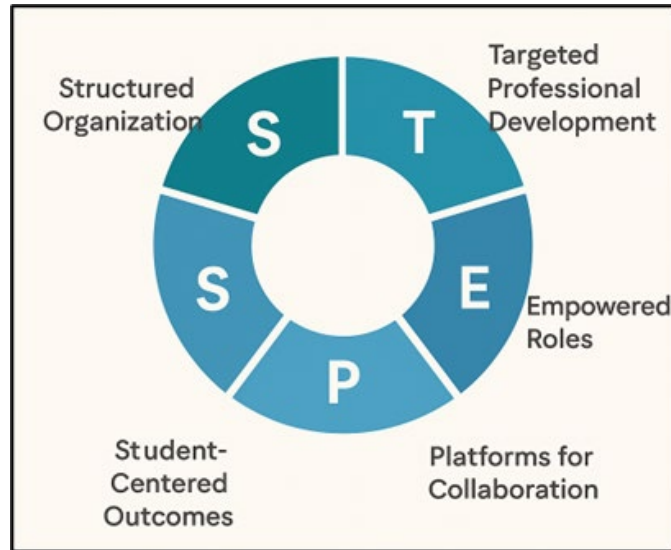 Structured
Organization
S
T
Targeted
Professional
Development
E
Empowered
Roles
P
Platforms for
Collaboration
S
Student-
Centered
Outcomes